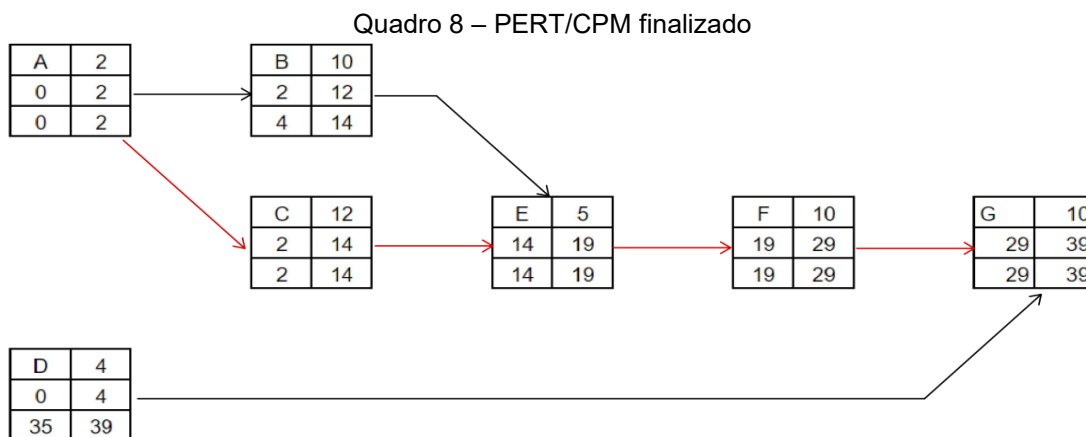 Quadro 8 – PERT/CPM finalizado
A 2
0 2
0 2
B 10
2 12
4 14
C 12
2 14
2 14
E 5
14 19
14 19
F 10
19 29
19 29
G 10
29 39
29 39
D 4
0 4
35 39